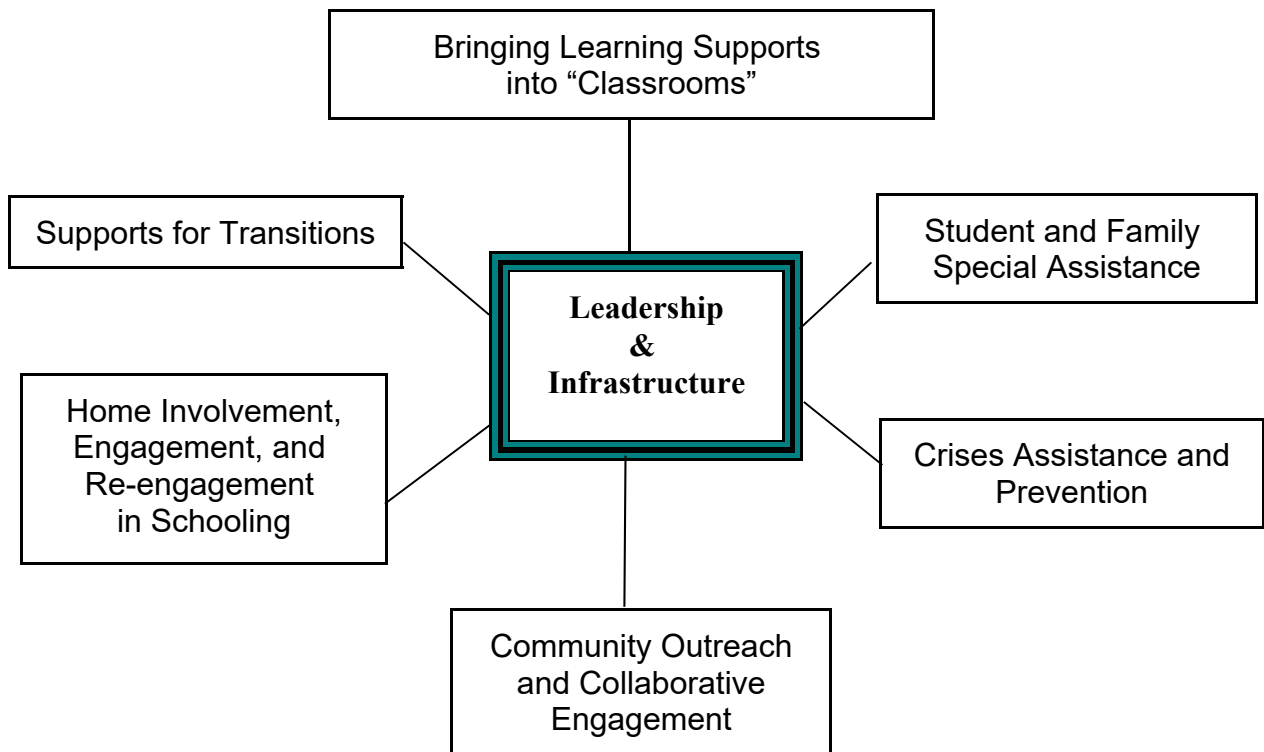 Bringing Learning Supports
into “Classrooms”
Supports for Transitions
Student and Family
Special Assistance
Leadership
&
Infrastructure
Home Involvement,
Engagement, and
Re-engagement
in Schooling
Crises Assistance and
Prevention
Community Outreach
and Collaborative
Engagement